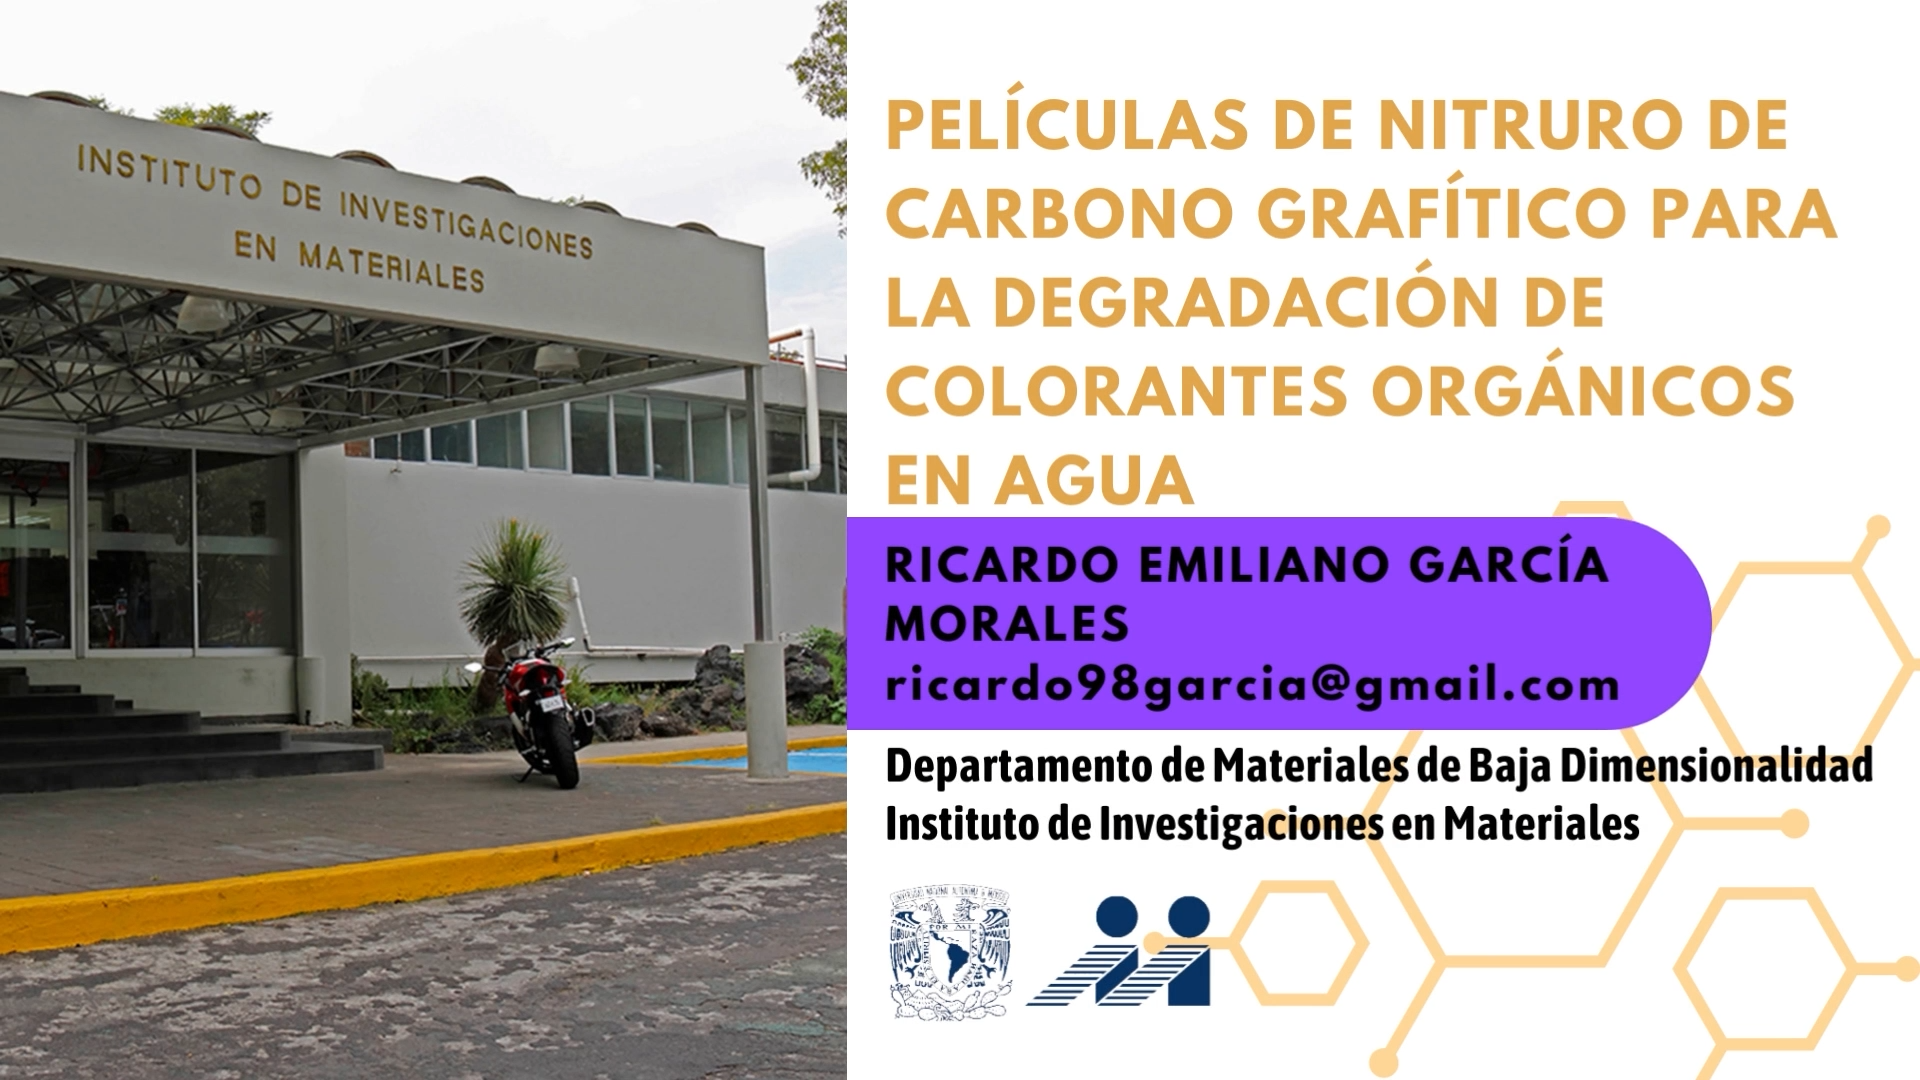 INSTITUTO DE INVESTIGACIONES
EN MATERIALES
PELÍCULAS DE NITRURO DE
CARBONO GRAFÍTICO PARA
LA DEGRADACIÓN DE
COLORANTES ORGÁNICOS
EN AGUA
RICARDO EMILIANO GARCÍA
MORALES
ricardo98garcia@gmail.com
Departamento de Materiales de Baja Dimensionalidad
Instituto de Investigaciones en Materiales